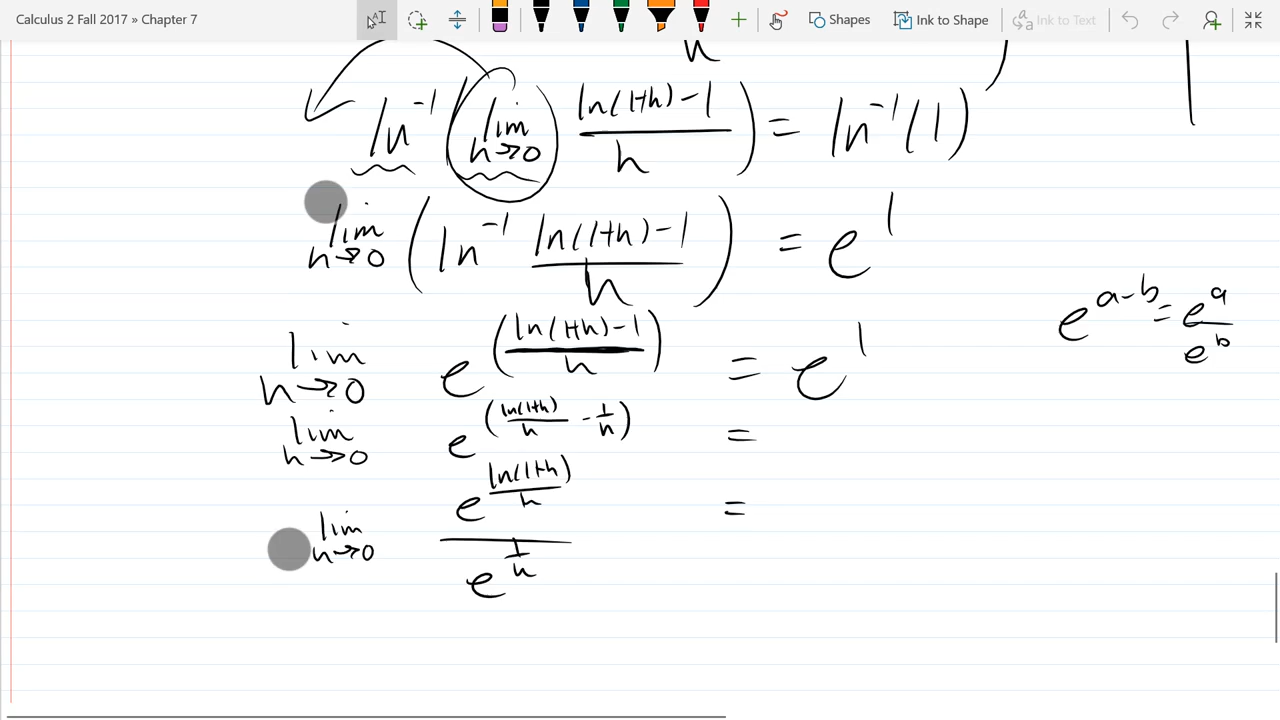 Calculus 2 Fall 2017 » Chapter 7
Shapes Ink to Shape Ink to Text
h
ln⁻¹ ( lim h→0 (ln(1+h) - 1)/h ) = ln⁻¹(1)
lim h→0 ( ln⁻¹ (ln(1+h) - 1)/h ) = e^1
e^(a-b) = e^a/e^b
lim h→0 e^((ln(1+h) - 1)/h) = e^1
lim h→0 e^(ln(1+h)/h - 1/h) =
lim h→0 e^(ln(1+h)/h) / e^(1/h) =